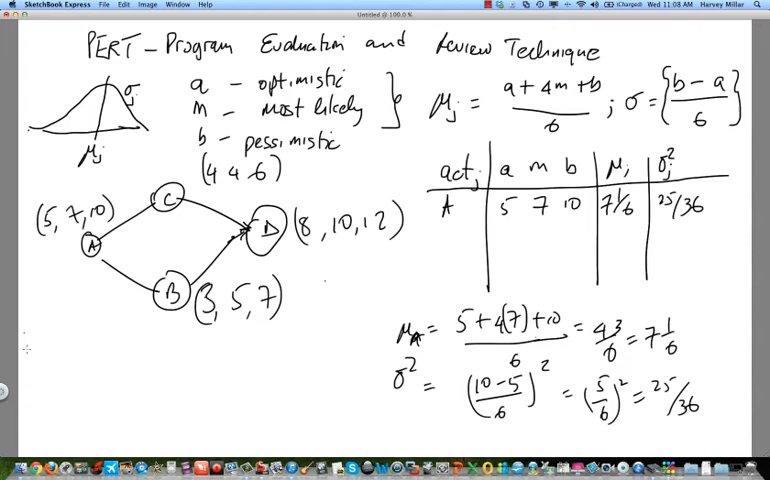 SketchBook Express File Edit Image Window Help (Charged) Wed 11:08 AM Harvey Millar
Untitled @ 100.0 %
PERT – Program Evaluation and Review Technique
a – optimistic
m – most likely
b – pessimistic
σj
μj
μj = a + 4m + b / 6 ; σ = {b – a / 6}
(4 4 6)
(5, 7, 10)
C
A
D (8, 10, 12)
B (3, 5, 7)
actj a m b μj σj²
A 5 7 10 7 1/6 25/36
μA = 5 + 4(7) + 10 / 6 = 43/6 = 7 1/6
σ² = (10 – 5 / 6)² = (5/6)² = 25/36